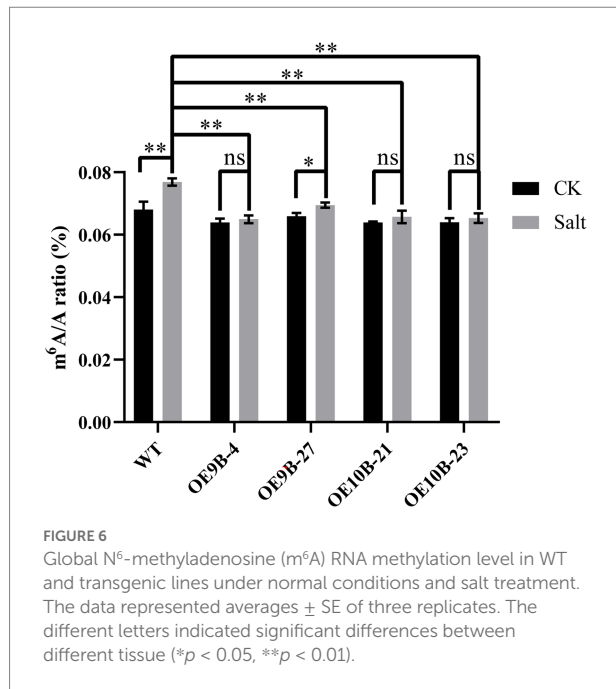 **
**
**
**
**
ns
*
ns
ns
0.08
0.06
0.04
0.02
0.00
m⁶A/A ratio (%)
CK
Salt
WT
OE9B-4
OE9B-27
OE10B-21
OE10B-23
FIGURE 6
Global N⁶-methyladenosine (m⁶A) RNA methylation level in WT
and transgenic lines under normal conditions and salt treatment.
The data represented averages ± SE of three replicates. The
different letters indicated significant differences between
different tissue (*p < 0.05, **p < 0.01).